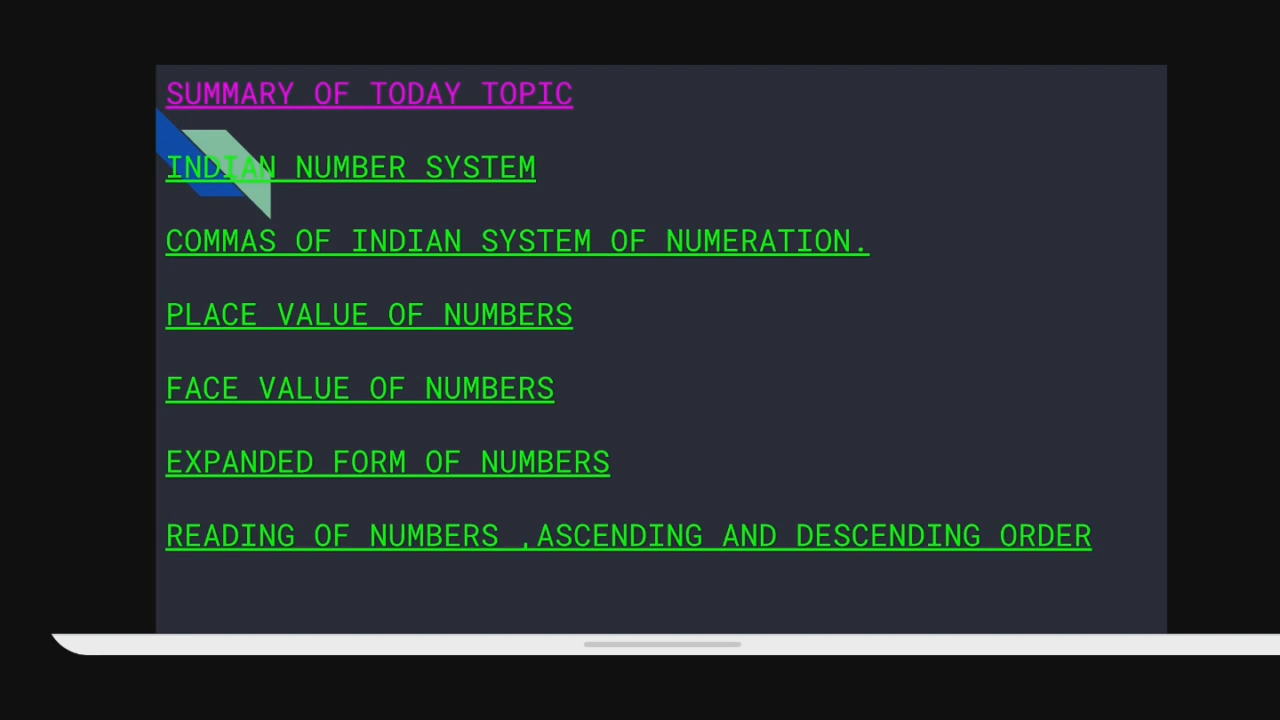 SUMMARY OF TODAY TOPIC
INDIAN NUMBER SYSTEM
COMMAS OF INDIAN SYSTEM OF NUMERATION.
PLACE VALUE OF NUMBERS
FACE VALUE OF NUMBERS
EXPANDED FORM OF NUMBERS
READING OF NUMBERS ,ASCENDING AND DESCENDING ORDER